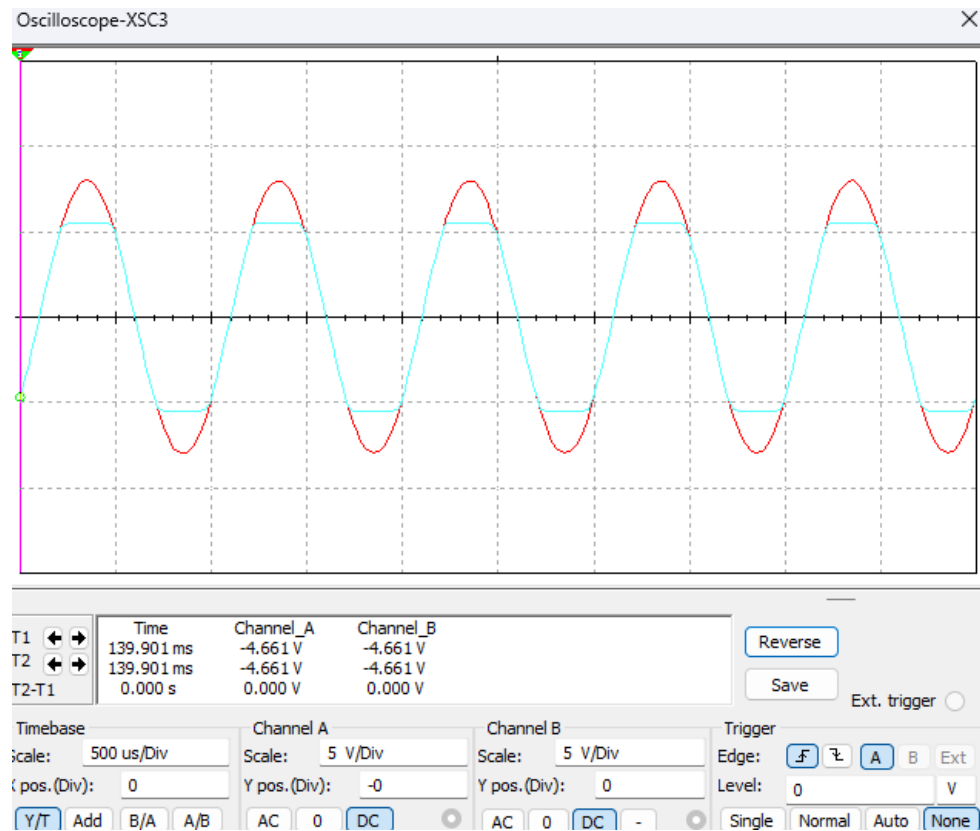 Oscilloscope-XSC3
Time Channel_A Channel_B
T1 139.901 ms -4.661 V -4.661 V
T2 139.901 ms -4.661 V -4.661 V
T2-T1 0.000 s 0.000 V 0.000 V
Reverse
Save
Ext. trigger
Timebase Channel A Channel B Trigger
Scale: 500 us/Div Scale: 5 V/Div Scale: 5 V/Div Edge: A B Ext
X pos.(Div): 0 Y pos.(Div): -0 Y pos.(Div): 0 Level: 0 V
Y/T Add B/A A/B AC 0 DC AC 0 DC - Single Normal Auto None